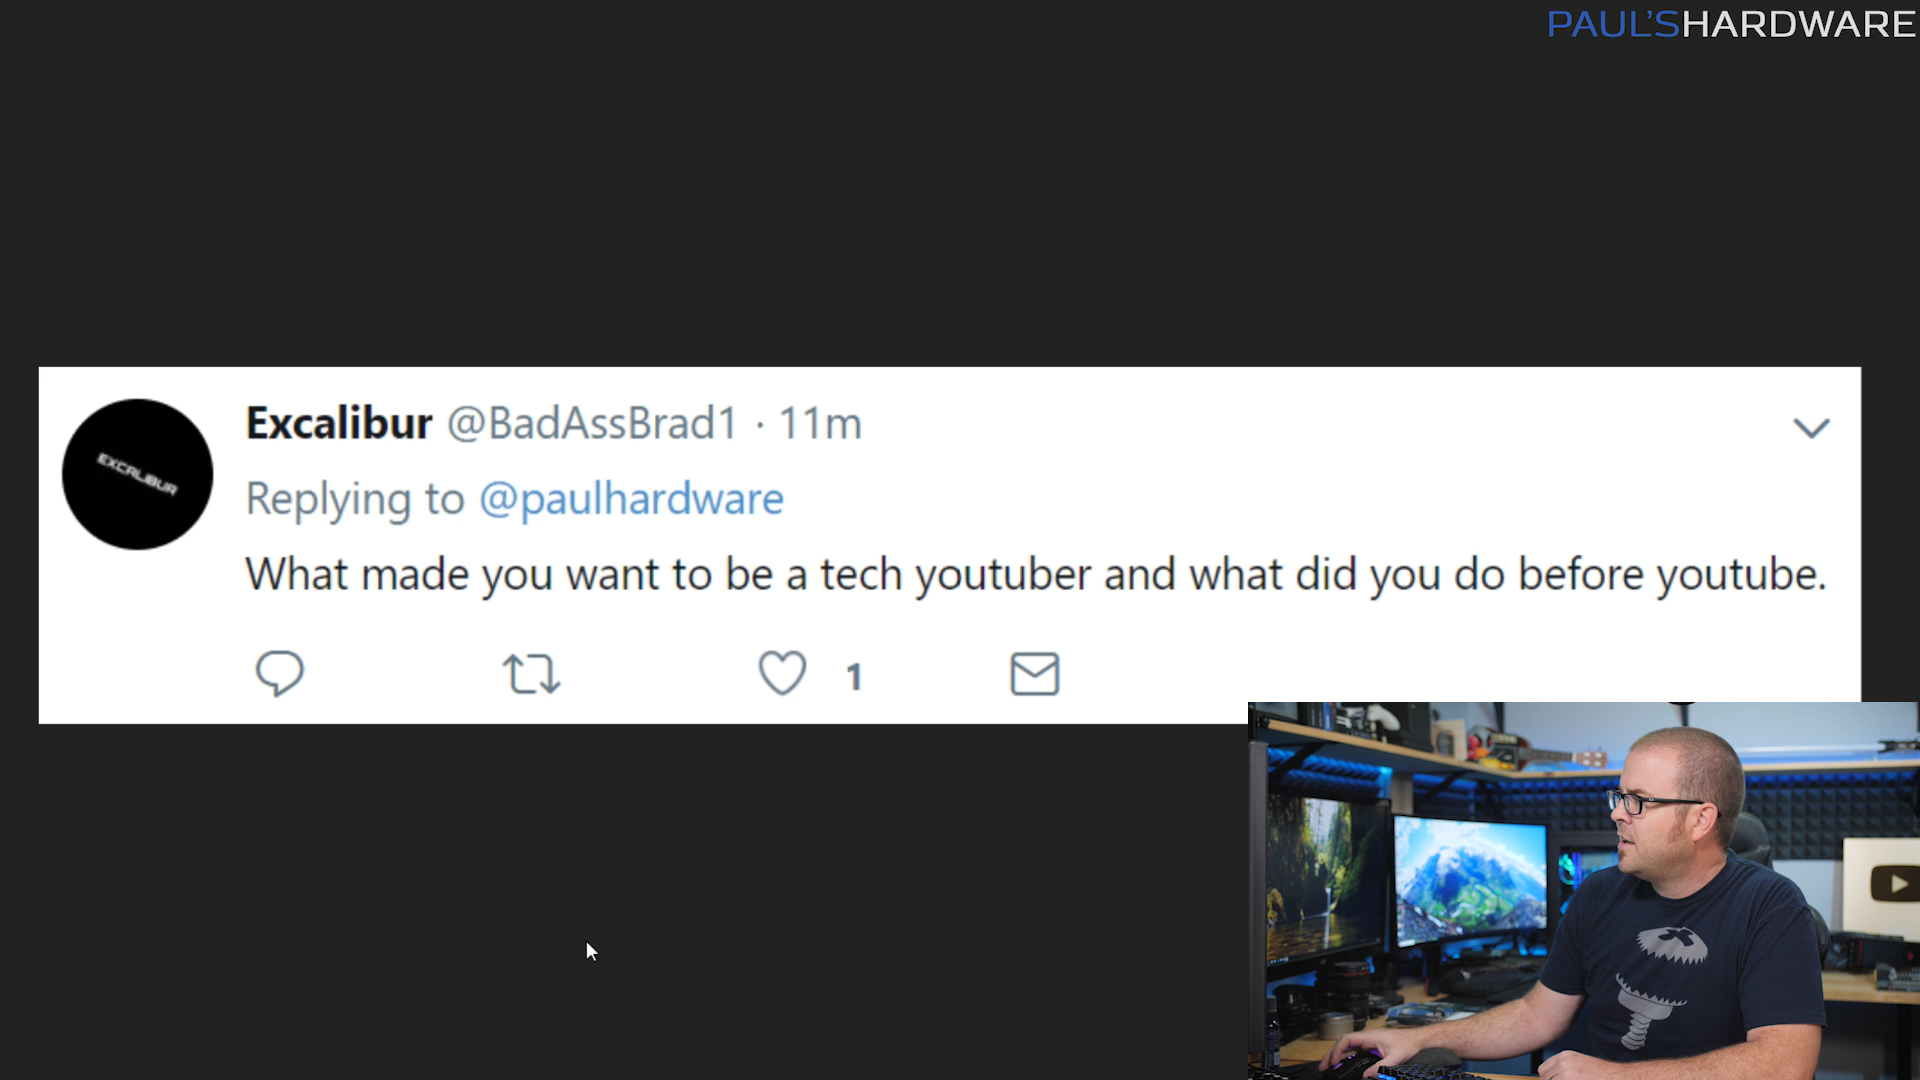 PAUL'SHARDWARE
Excalibur @BadAssBrad1 · 11m
EXCALIBUR
Replying to @paulhardware
What made you want to be a tech youtuber and what did you do before youtube.
1